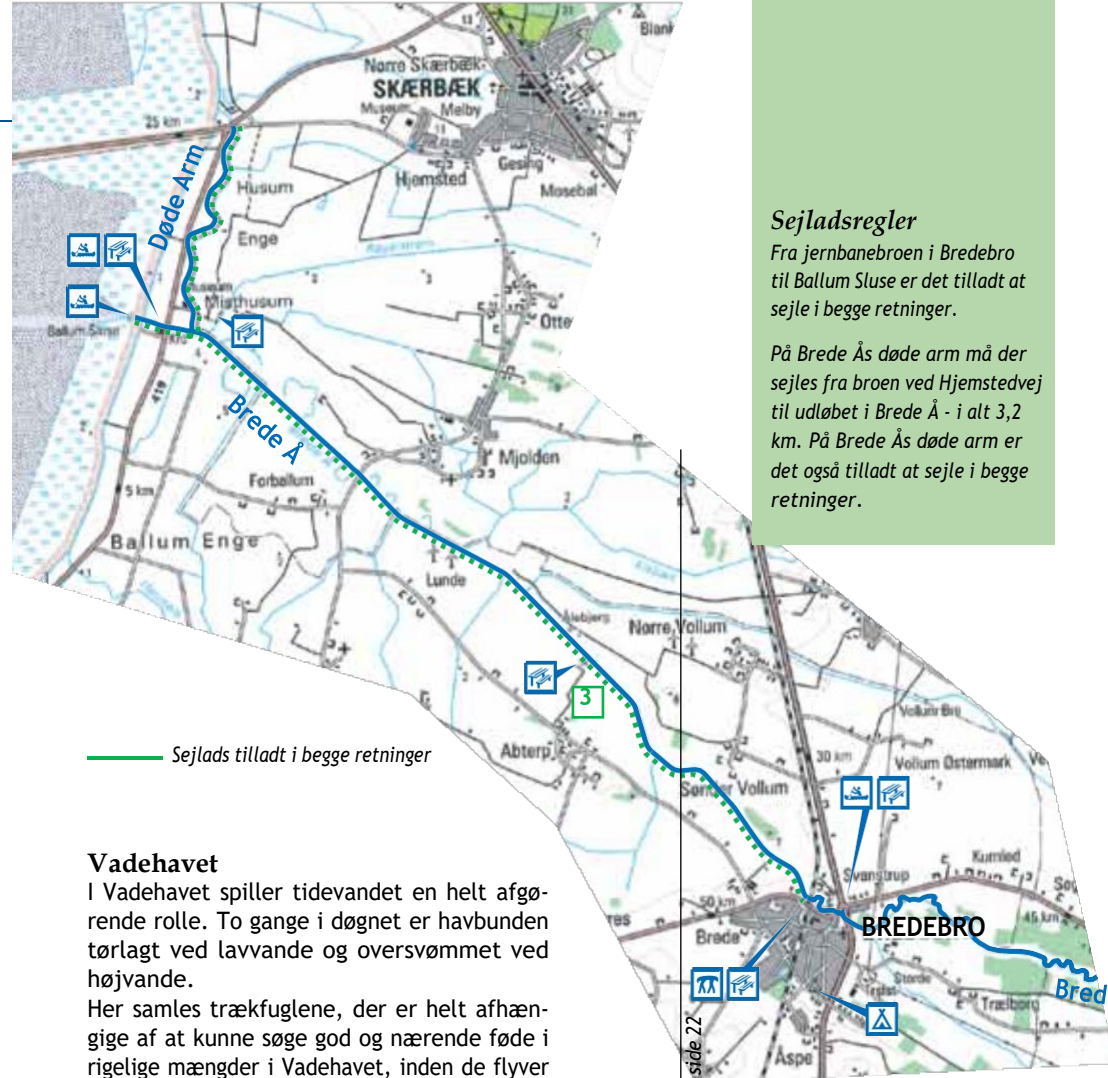 Blank
Nørre Skærbæk
SKÆRBÆK
Museum
Melby
25 km
Gesing
Hjemsted
Mosebøl
Døde Arm
Husum
Enge
Misthusum
Ballum Sluse
Otte
419
Brede Å
Mjolden
Forballum
5 km
Ballum Enge
Lunde
Ålebjerg
Nørre Vollum
3
Abterp
Vollum Bro
30 km
Vollum Østermark
Sønder Vollum
Kumled
Svanstrup
50 km
Brede
BREDEBRO
45 km
Storde
Trælborg
Bred
Åspe
side 22
Sejladsregler
Fra jernbanebroen i Bredebro
til Ballum Sluse er det tilladt at
sejle i begge retninger.
På Brede Ås døde arm må der
sejles fra broen ved Hjemstedvej
til udløbet i Brede Å - i alt 3,2
km. På Brede Ås døde arm er
det også tilladt at sejle i begge
retninger.
Sejlads tilladt i begge retninger
Vadehavet
I Vadehavet spiller tidevandet en helt afgø-
rende rolle. To gange i døgnet er havbunden
tørlagt ved lavvande og oversvømmet ved
højvande.
Her samles trækfuglene, der er helt afhæn-
gige af at kunne søge god og nærende føde i
rigelige mængder i Vadehavet, inden de flyver